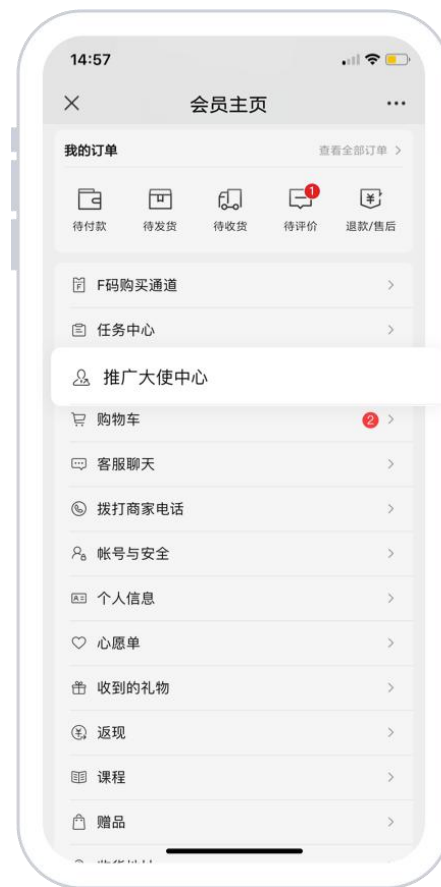 14:57
会员主页
我的订单 查看全部订单
1
待付款 待发货 待收货 待评价 退款/售后
F码购买通道
任务中心
推广大使中心
购物车 2
客服聊天
拨打商家电话
帐号与安全
个人信息
心愿单
收到的礼物
返现
课程
赠品